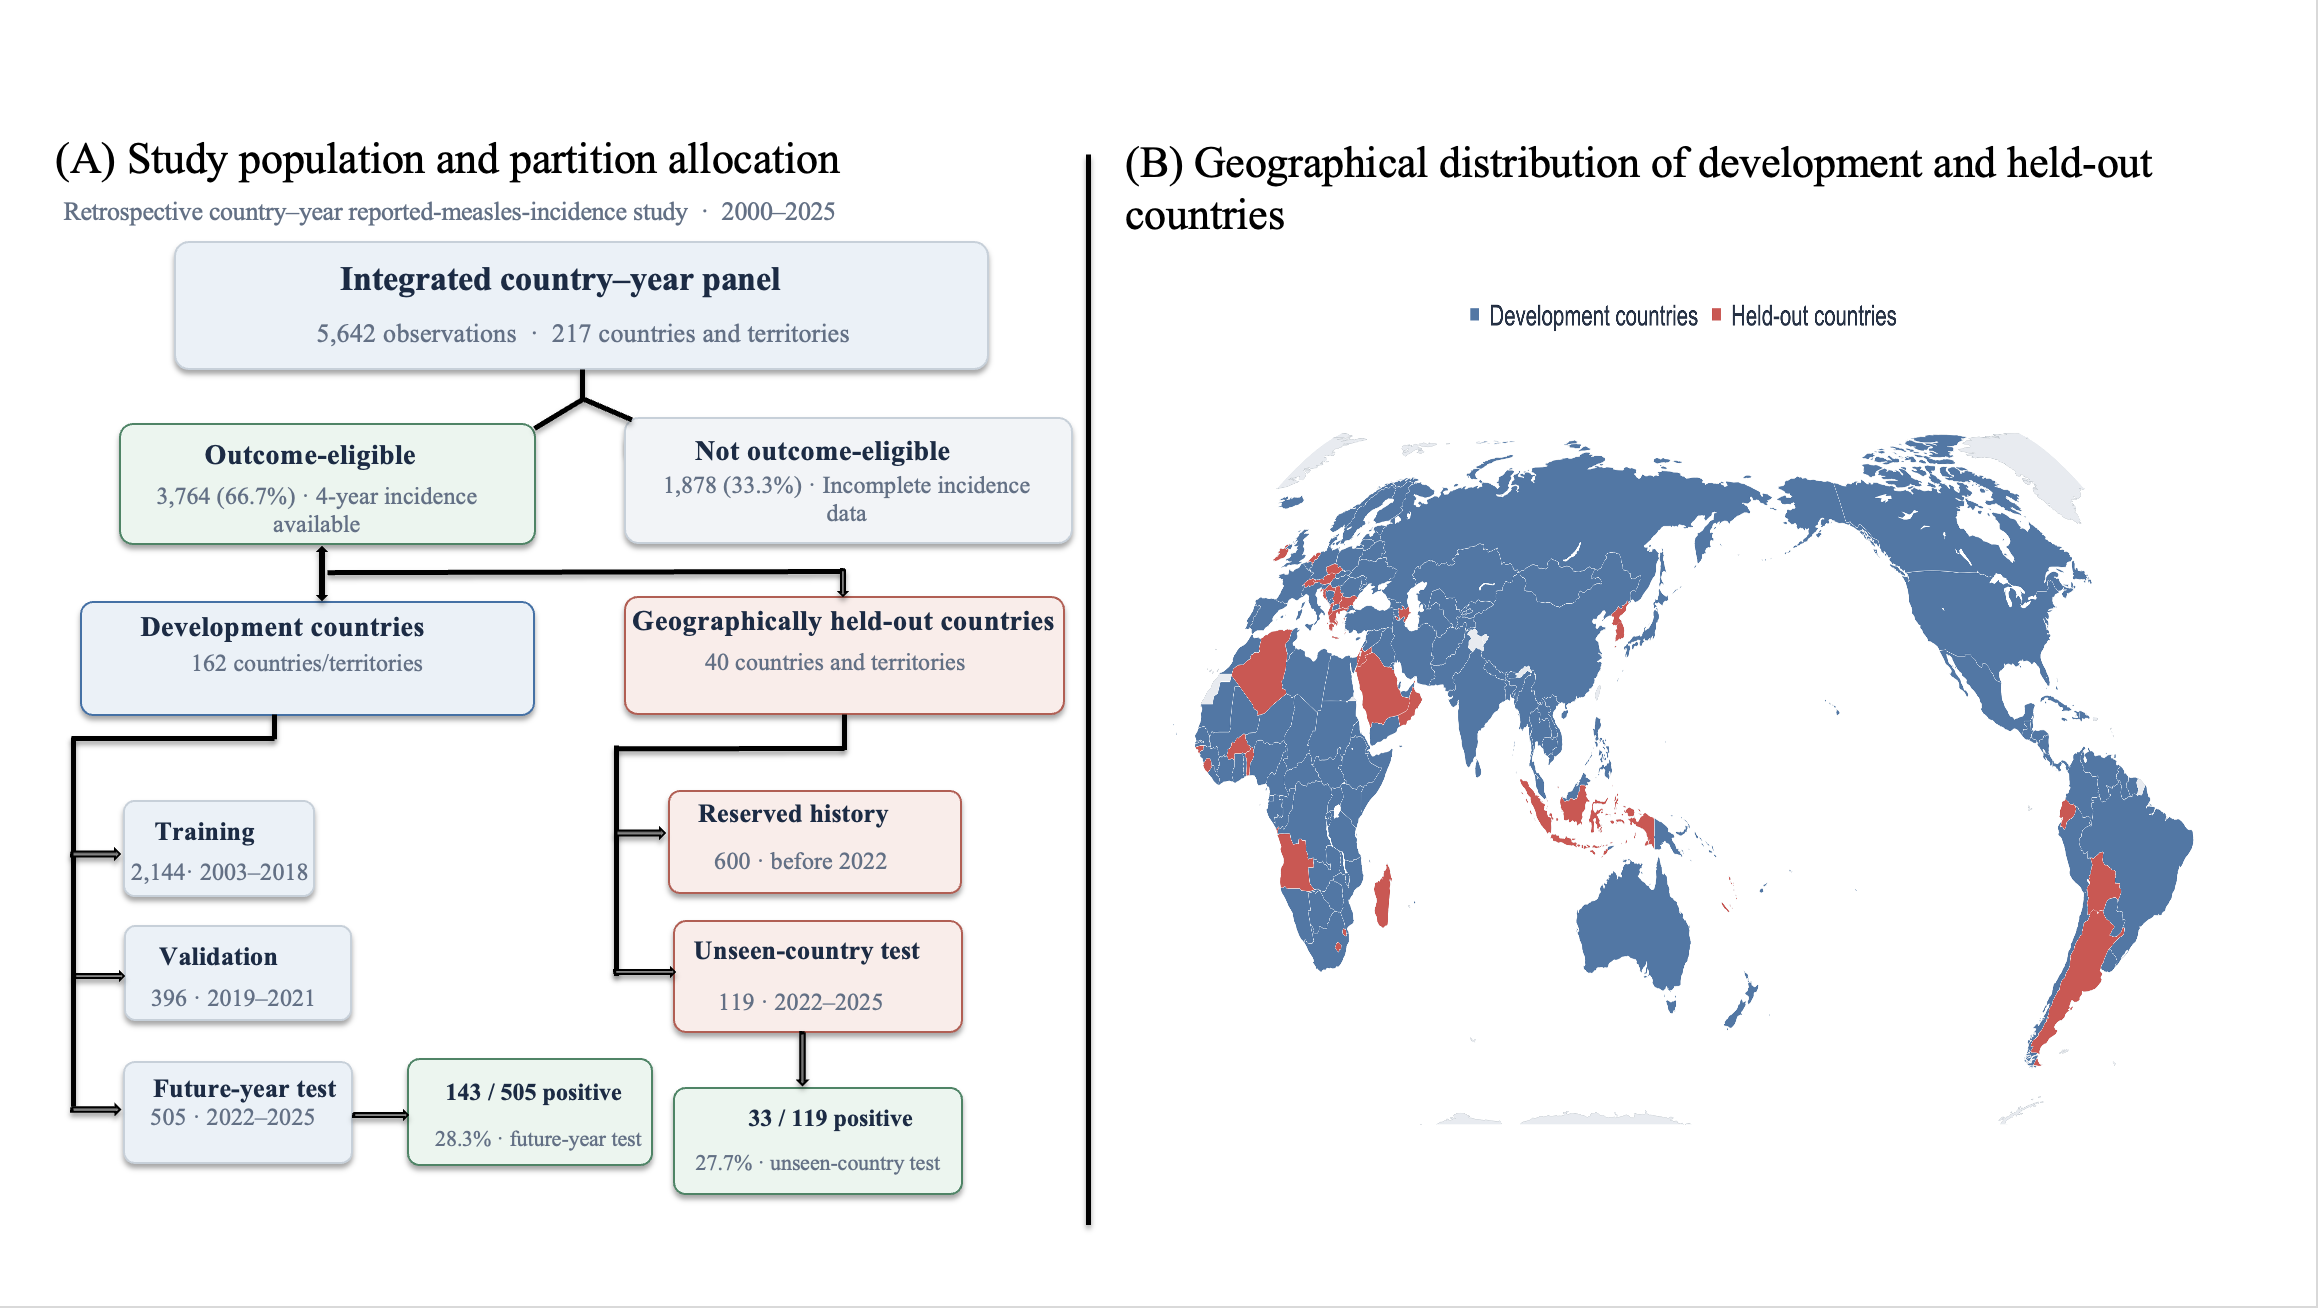 (A) Study population and partition allocation
Retrospective country–year reported-measles-incidence study · 2000–2025
Integrated country–year panel
5,642 observations · 217 countries and territories
Outcome-eligible
3,764 (66.7%) · 4-year incidence
available
Not outcome-eligible
1,878 (33.3%) · Incomplete incidence
data
Development countries
162 countries/territories
Geographically held-out countries
40 countries and territories
Training
2,144· 2003–2018
Validation
396 · 2019–2021
Future-year test
505 · 2022–2025
143 / 505 positive
28.3% · future-year test
Reserved history
600 · before 2022
Unseen-country test
119 · 2022–2025
33 / 119 positive
27.7% · unseen-country test
(B) Geographical distribution of development and held-out
countries
Development countries
Held-out countries